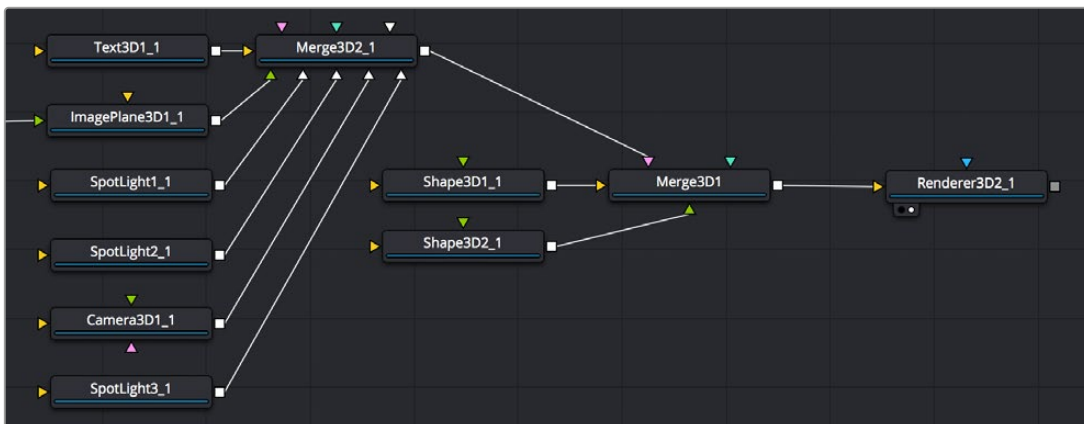 Text3D1_1
Merge3D2_1
ImagePlane3D1_1
SpotLight1_1
Shape3D1_1
Merge3D1
Renderer3D2_1
SpotLight2_1
Shape3D2_1
Camera3D1_1
SpotLight3_1